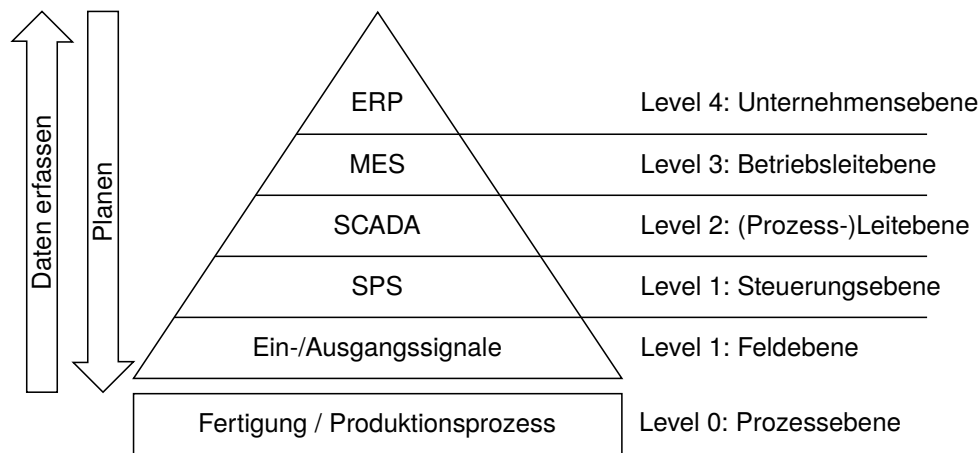 Daten erfassen
Planen
ERP
Level 4: Unternehmensebene
MES
Level 3: Betriebsleitebene
SCADA
Level 2: (Prozess-)Leitebene
SPS
Level 1: Steuerungsebene
Ein-/Ausgangssignale
Level 1: Feldebene
Fertigung / Produktionsprozess
Level 0: Prozessebene